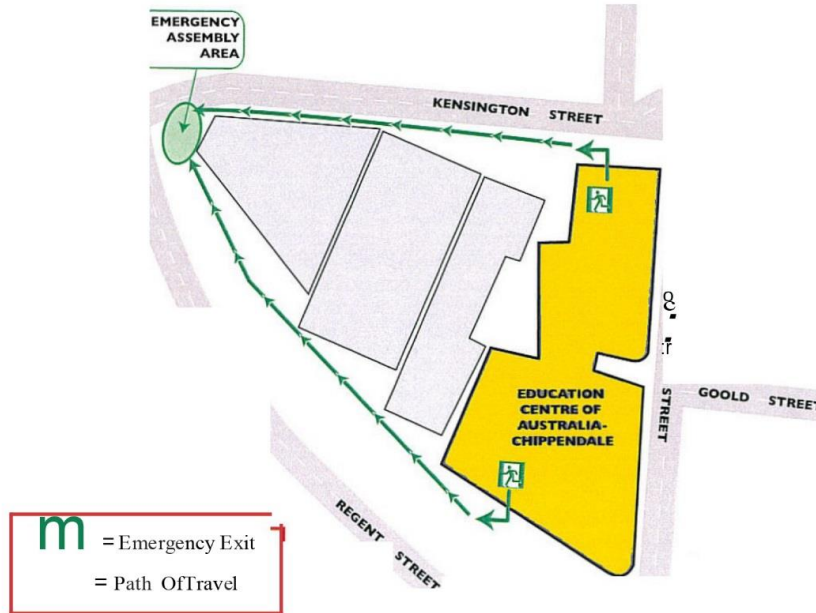 EMERGENCY
ASSEMBLY
AREA
KENSINGTON STREET
EDUCATION
CENTRE OF
AUSTRALIA-
CHIPPENDALE
STREET
GOOLD STREET
REGENT STREET
m = Emergency Exit
= Path OfTravel